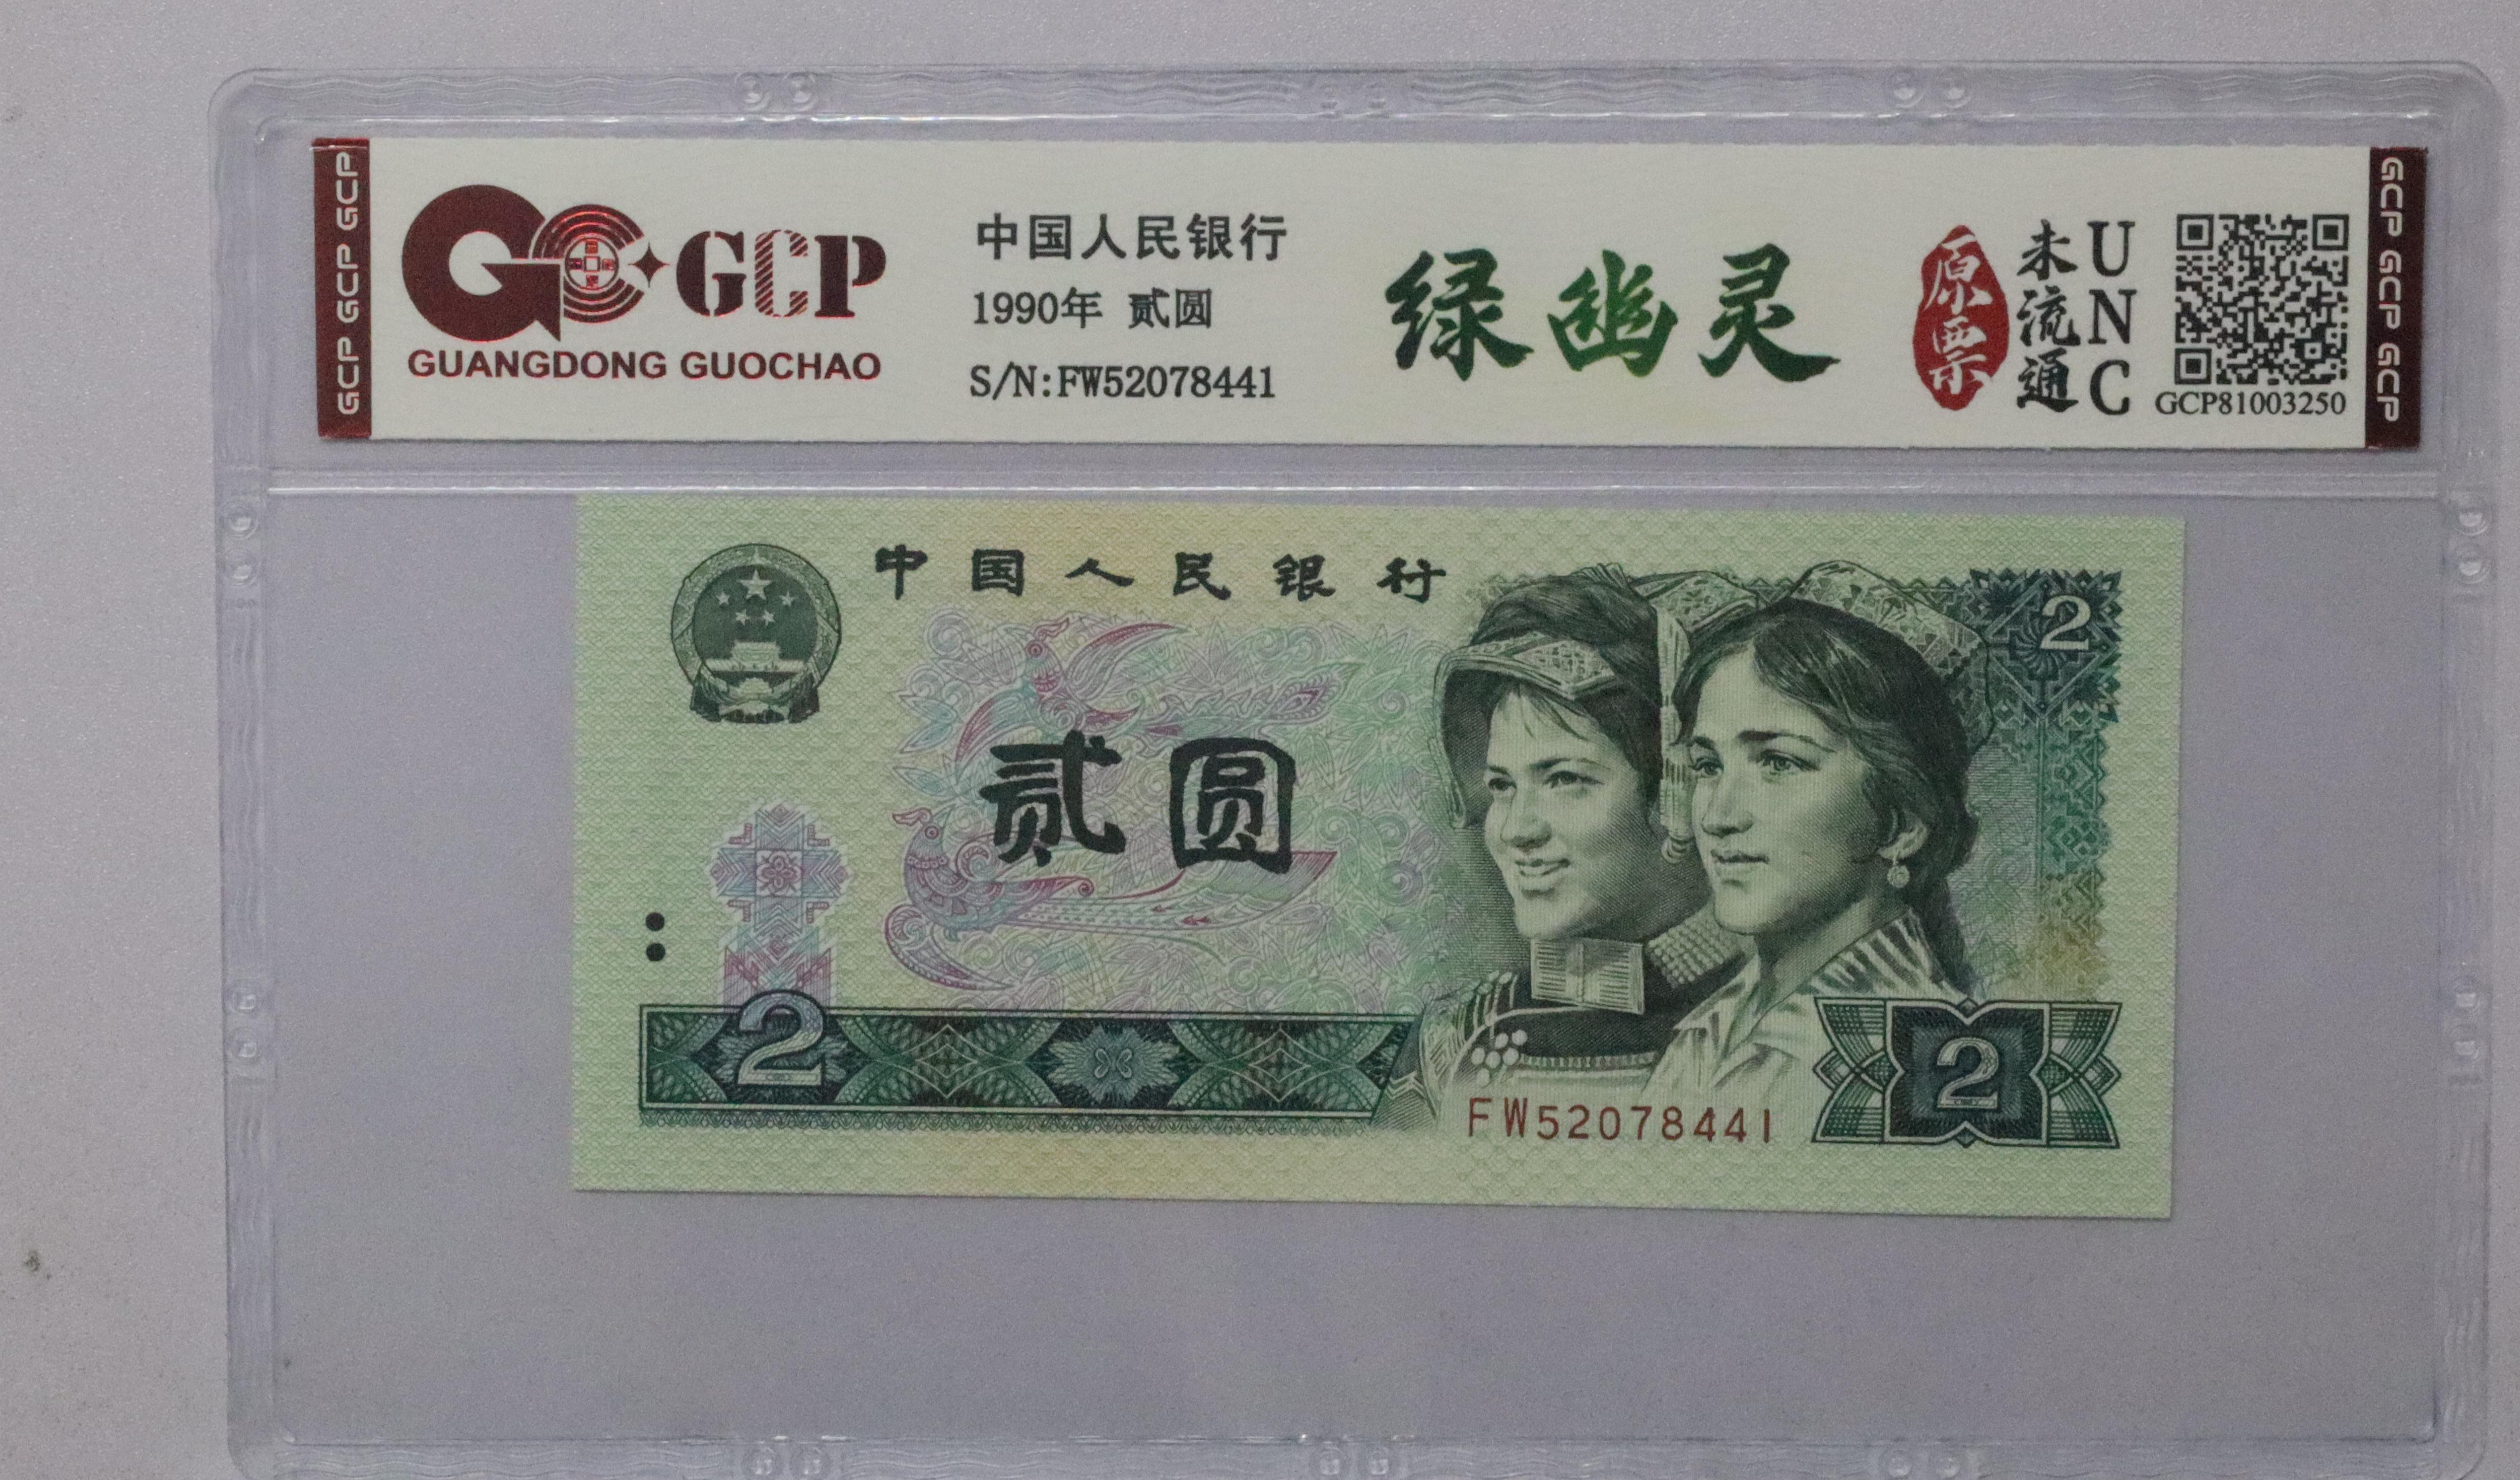 GCP GCP GCP
GCP
GUANGDONG GUOCHAO
中国人民银行
1990年 贰圆
S/N:FW52078441
绿幽灵
原票
未流通
UNC
GCP81003250
GCP GCP GCP
中国人民银行
2
贰圆
2
2
FW52078441